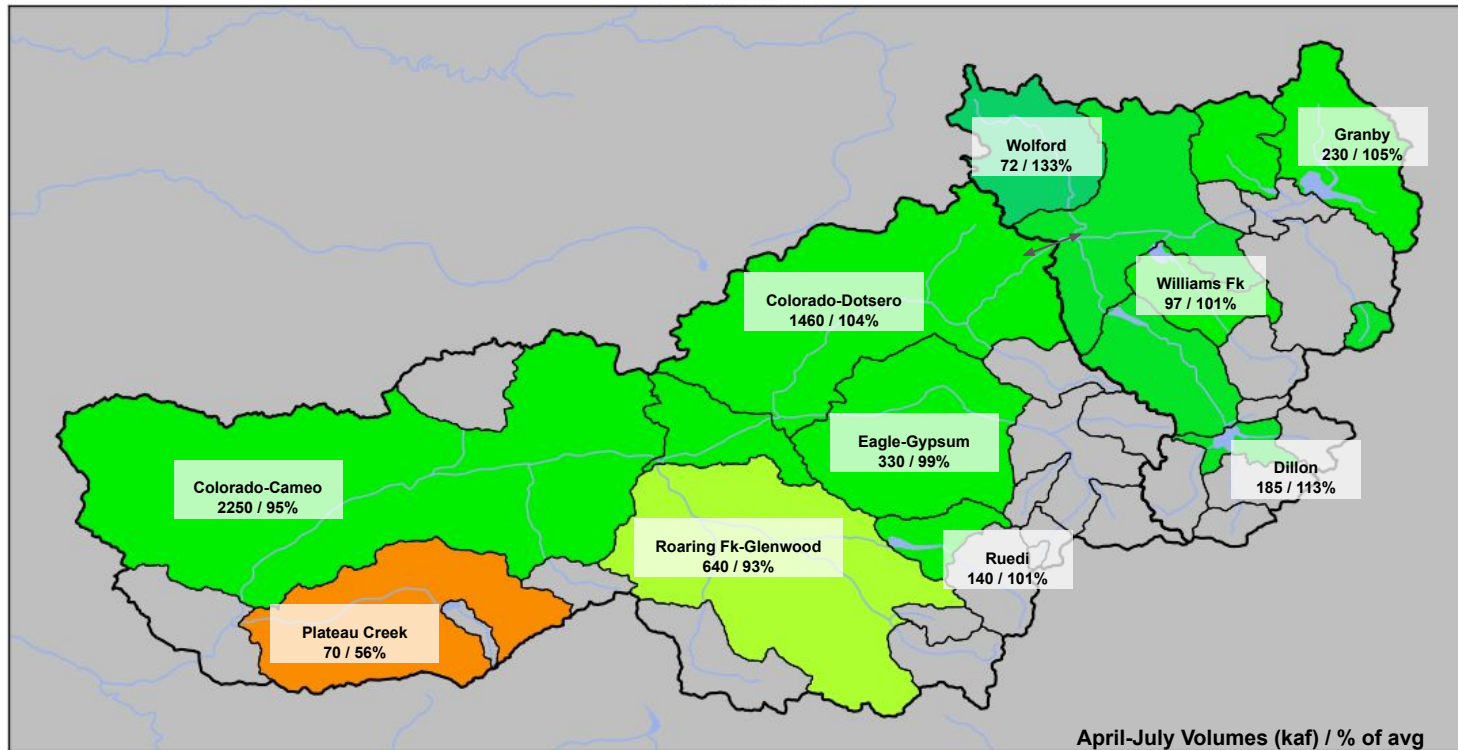 Wolford
72 / 133%
Granby
230 / 105%
Williams Fk
97 / 101%
Colorado-Dotsero
1460 / 104%
Eagle-Gypsum
330 / 99%
Dillon
185 / 113%
Colorado-Cameo
2250 / 95%
Roaring Fk-Glenwood
640 / 93%
Ruedi
140 / 101%
Plateau Creek
70 / 56%
April-July Volumes (kaf) / % of avg